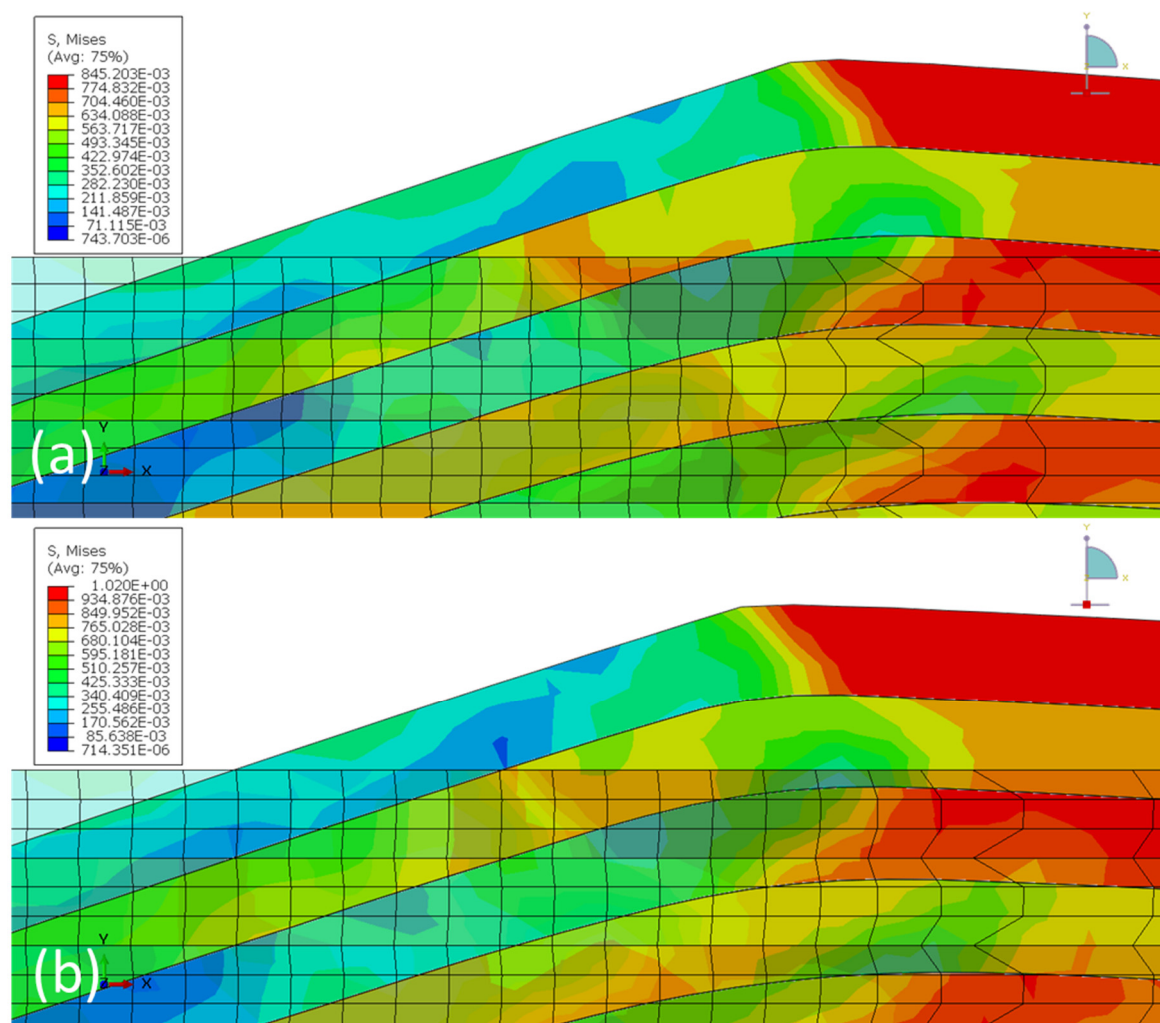 S, Mises
(Avg: 75%)
845.203E-03
774.832E-03
704.460E-03
634.088E-03
563.717E-03
493.345E-03
422.974E-03
352.602E-03
282.230E-03
211.859E-03
141.487E-03
71.115E-03
743.703E-06
Y
X
Y
X
(a)
S, Mises
(Avg: 75%)
1.020E+00
934.876E-03
849.952E-03
765.028E-03
680.104E-03
595.181E-03
510.257E-03
425.333E-03
340.409E-03
255.486E-03
170.562E-03
85.638E-03
714.351E-06
Y
X
Y
X
(b)